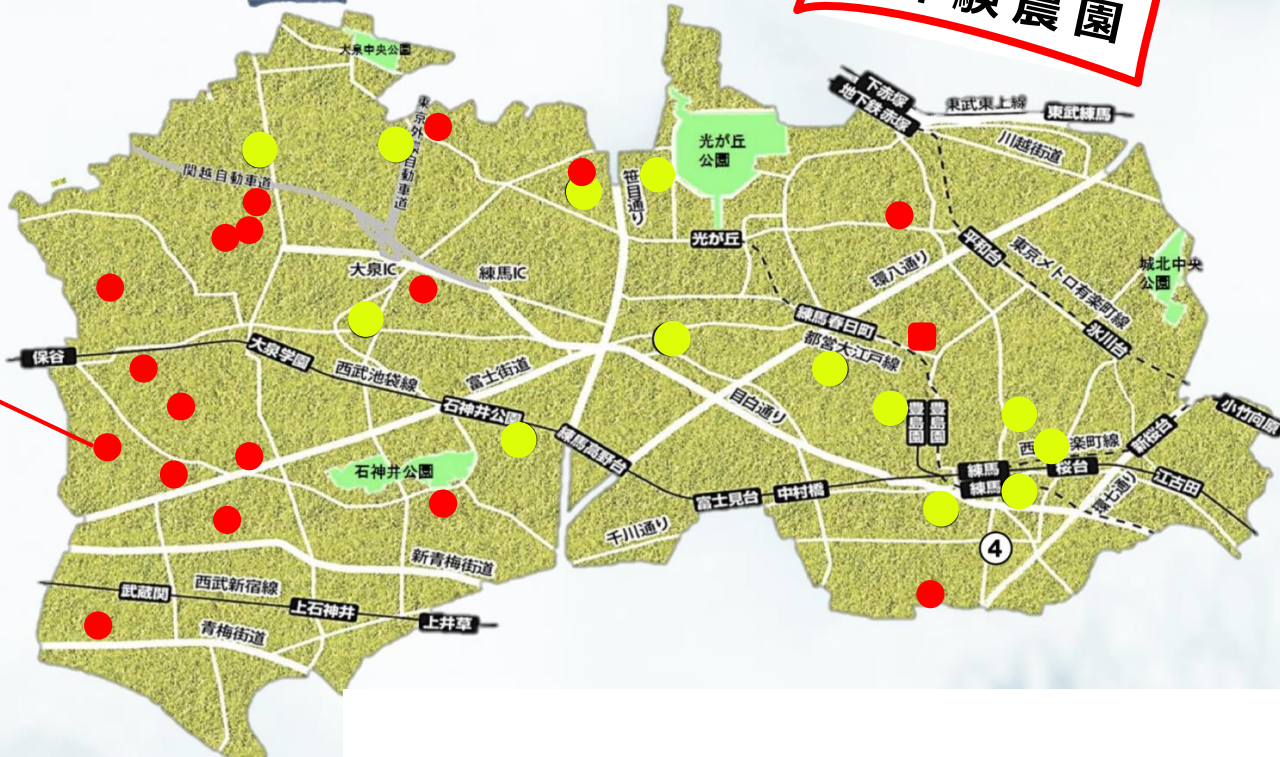 験農園
大泉中央公園
東京外
自動車道
関越自動車道
笹目通り
光が丘
公園
下赤塚
地下鉄赤塚
東武東上線
東武練馬
川越街道
光が丘
大泉IC
練馬IC
環八通り
平和台
東京メトロ有楽町線
城北中央
公園
練馬春日町
都営大江戸線
氷川台
保谷
大泉学園
西武池袋線
富士街道
石神井公園
目白通り
豊島園
豊島園
小竹向原
新桜台
練馬高野台
西
楽町線
石神井公園
練馬
桜台
練馬
江古田
富士見台
中村橋
環七通り
千川通り
4
新青梅街道
武蔵関
西武新宿線
上石神井
上井草
青梅街道